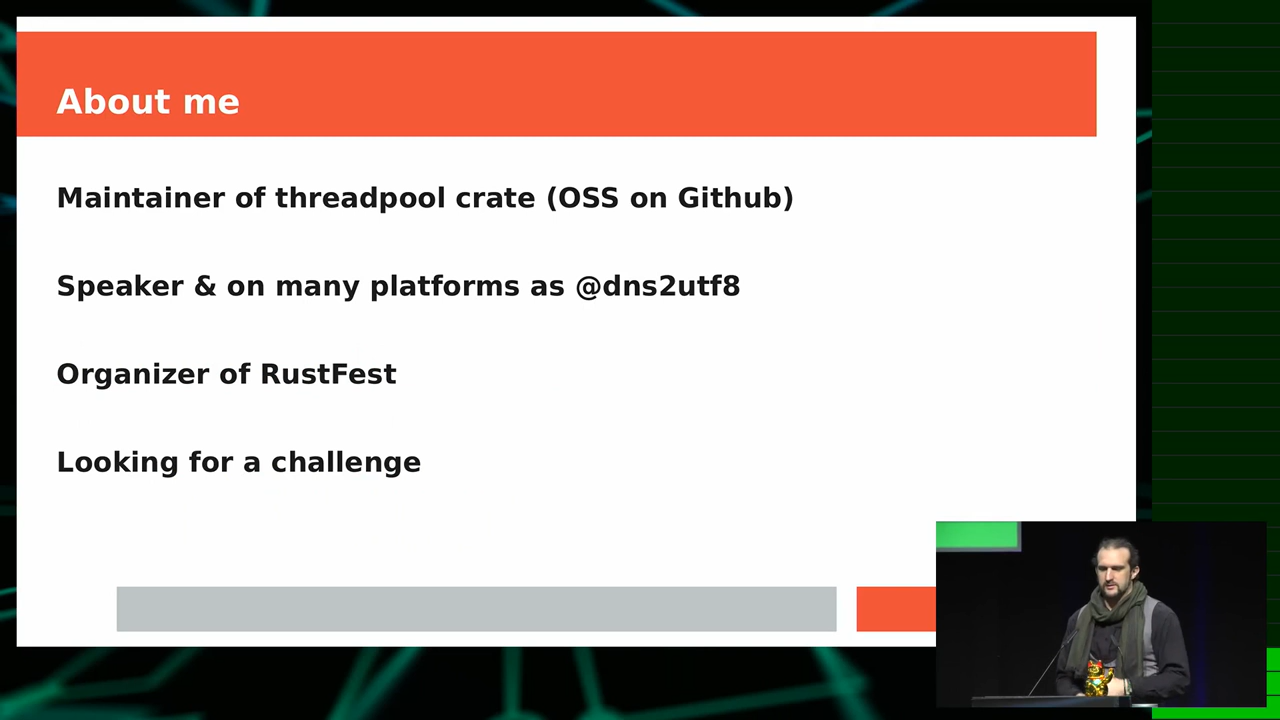 About me
Maintainer of threadpool crate (OSS on Github)
Speaker & on many platforms as @dns2utf8
Organizer of RustFest
Looking for a challenge